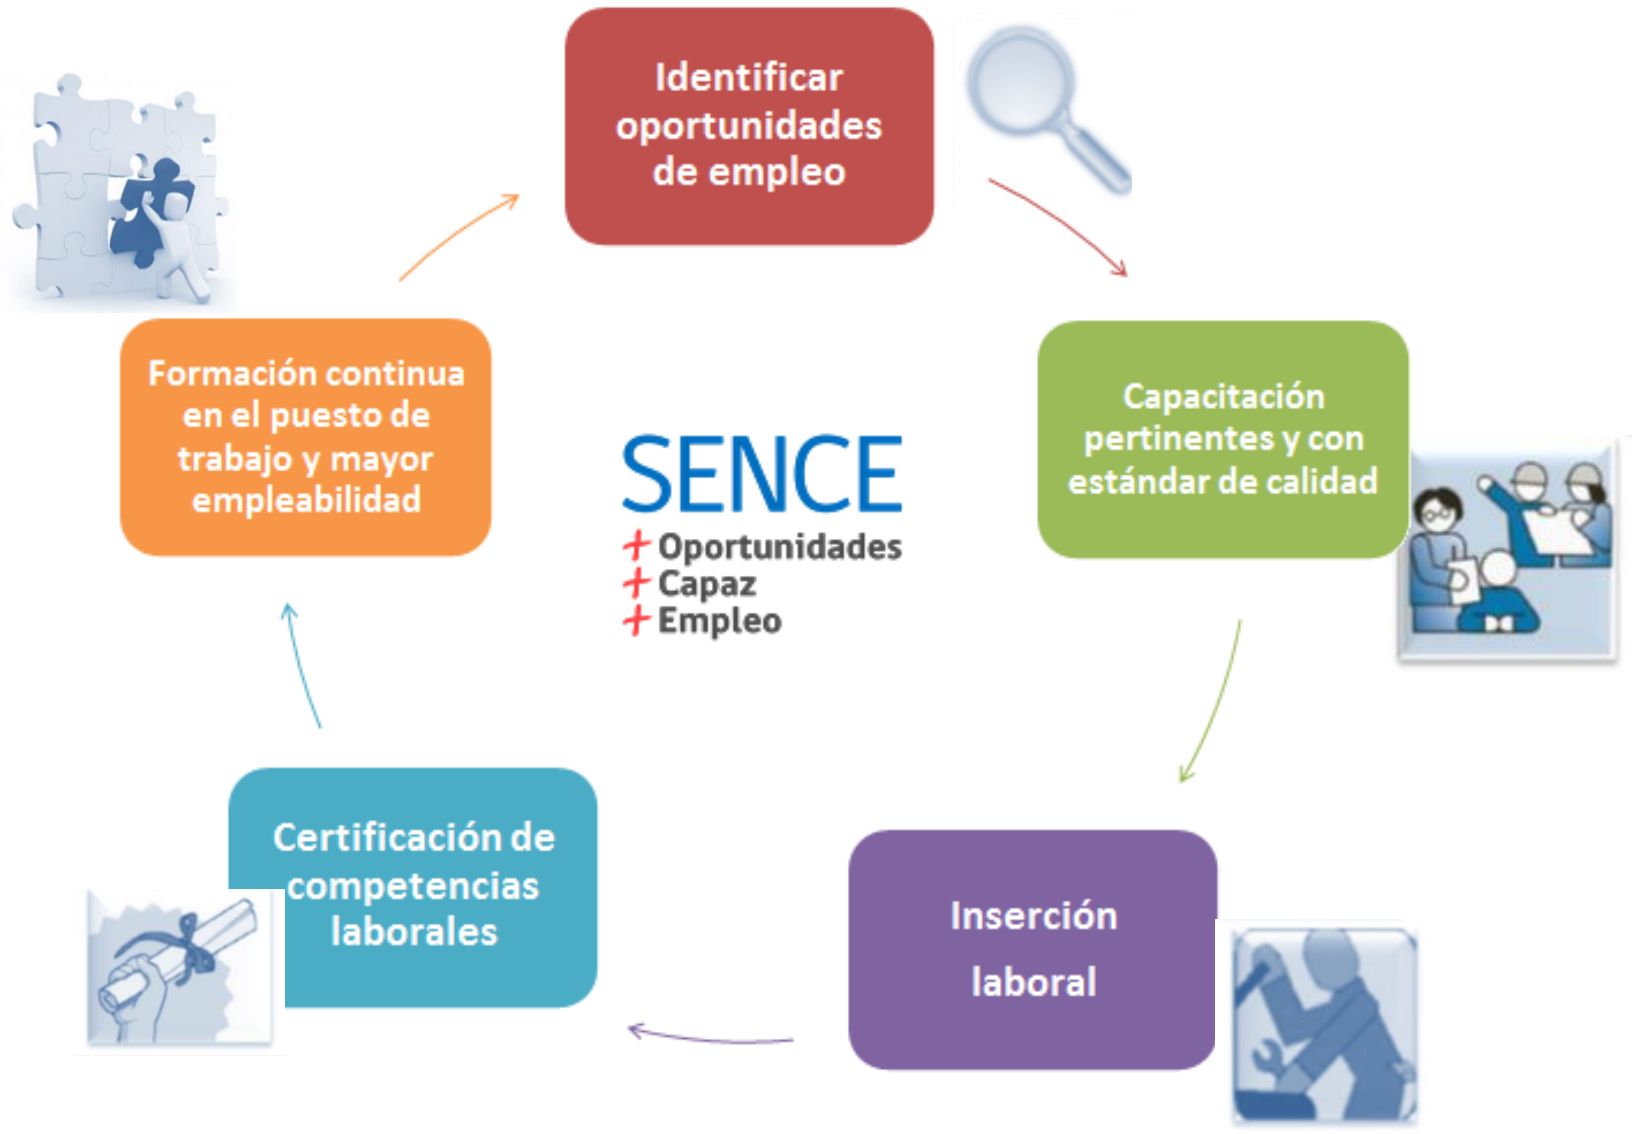 Identificar
oportunidades
de empleo
Capacitación
pertinentes y con
estándar de calidad
Inserción
laboral
Certificación de
competencias
laborales
Formación continua
en el puesto de
trabajo y mayor
empleabilidad
SENCE
+ Oportunidades
+ Capaz
+ Empleo